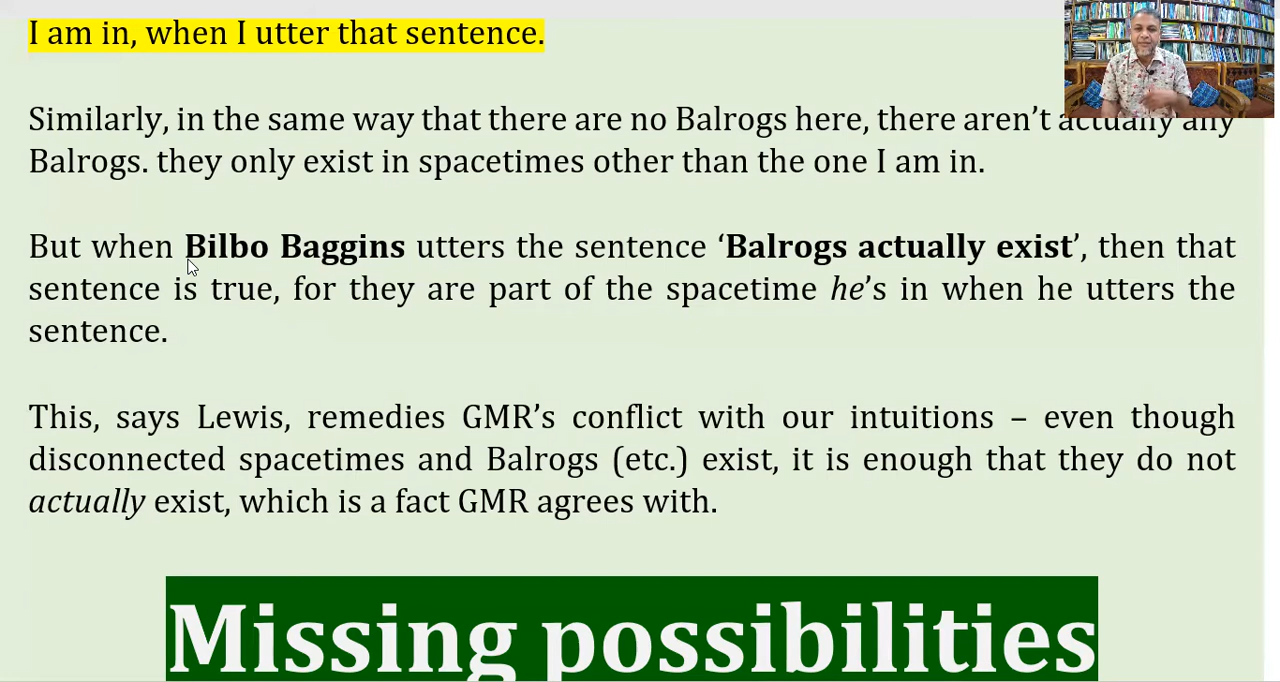 I am in, when I utter that sentence.
Similarly, in the same way that there are no Balrogs here, there aren’t actually any
Balrogs. they only exist in spacetimes other than the one I am in.
But when Bilbo Baggins utters the sentence ‘Balrogs actually exist’, then that
sentence is true, for they are part of the spacetime he’s in when he utters the
sentence.
This, says Lewis, remedies GMR’s conflict with our intuitions – even though
disconnected spacetimes and Balrogs (etc.) exist, it is enough that they do not
actually exist, which is a fact GMR agrees with.
Missing possibilities